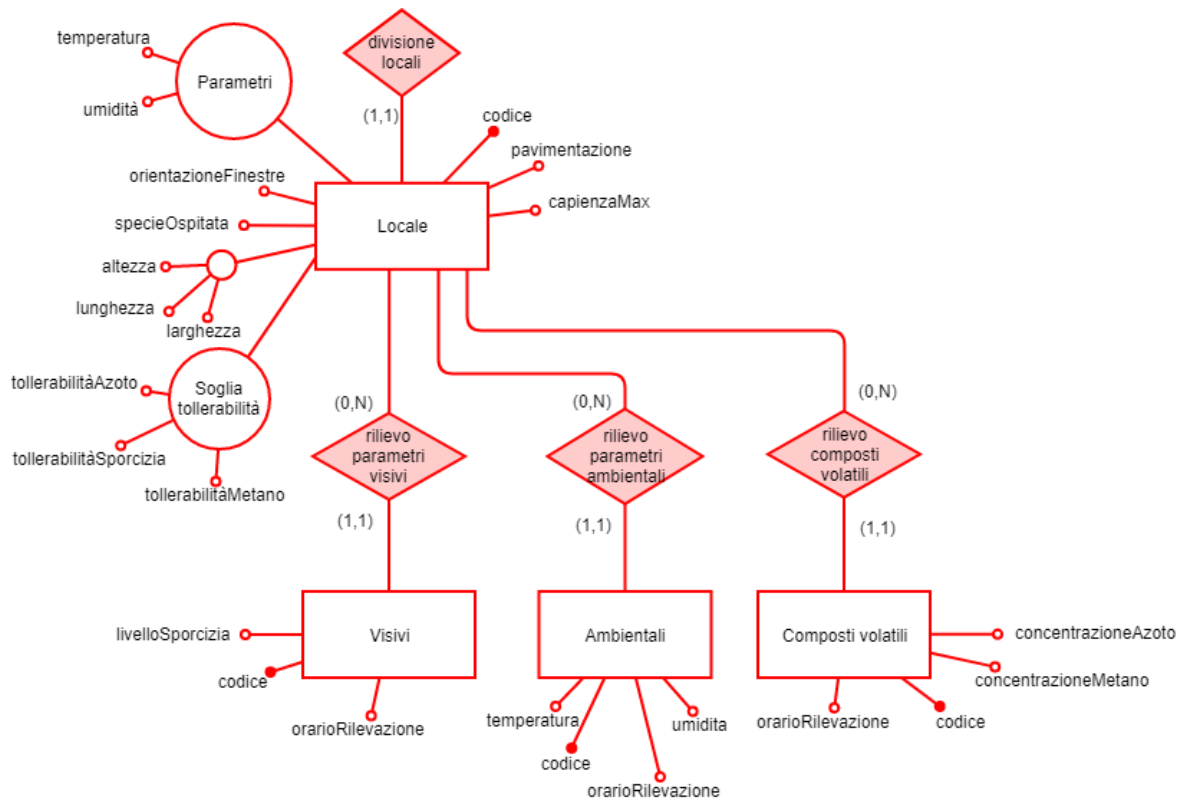 temperatura
umidità
Parametri
divisione
locali
(1,1)
codice
pavimentazione
capienzaMax
orientazioneFinestre
specieOspitata
Locale
altezza
lunghezza
larghezza
tollerabilitàAzoto
Soglia
tollerabilità
tollerabilitàSporcizia
tollerabilitàMetano
(0,N)
rilievo
parametri
visivi
(1,1)
(0,N)
rilievo
parametri
ambientali
(1,1)
(0,N)
rilievo
composti
volatili
(1,1)
livelloSporcizia
Visivi
codice
orarioRilevazione
Ambientali
temperatura
codice
umidita
orarioRilevazione
Composti volatili
concentrazioneAzoto
concentrazioneMetano
orarioRilevazione
codice